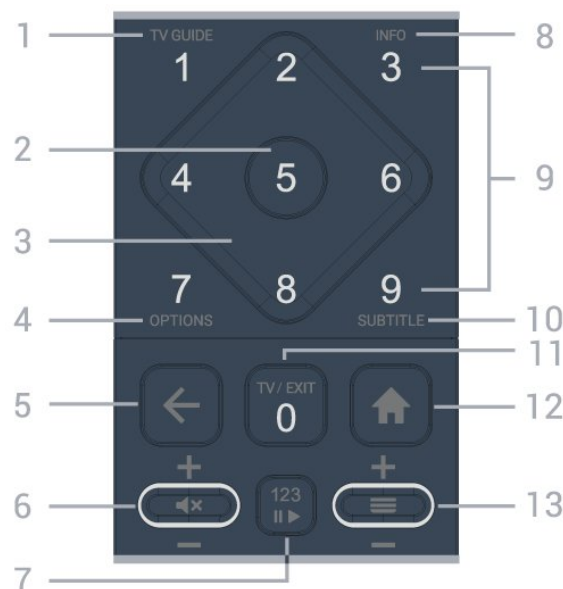 1 TV GUIDE INFO 8
1 2 3
2 4 5 6 9
3
7 8 9
4 OPTIONS SUBTITLE 10
11
TV / EXIT
5 0 12
+ +
6 13
123
− −
7